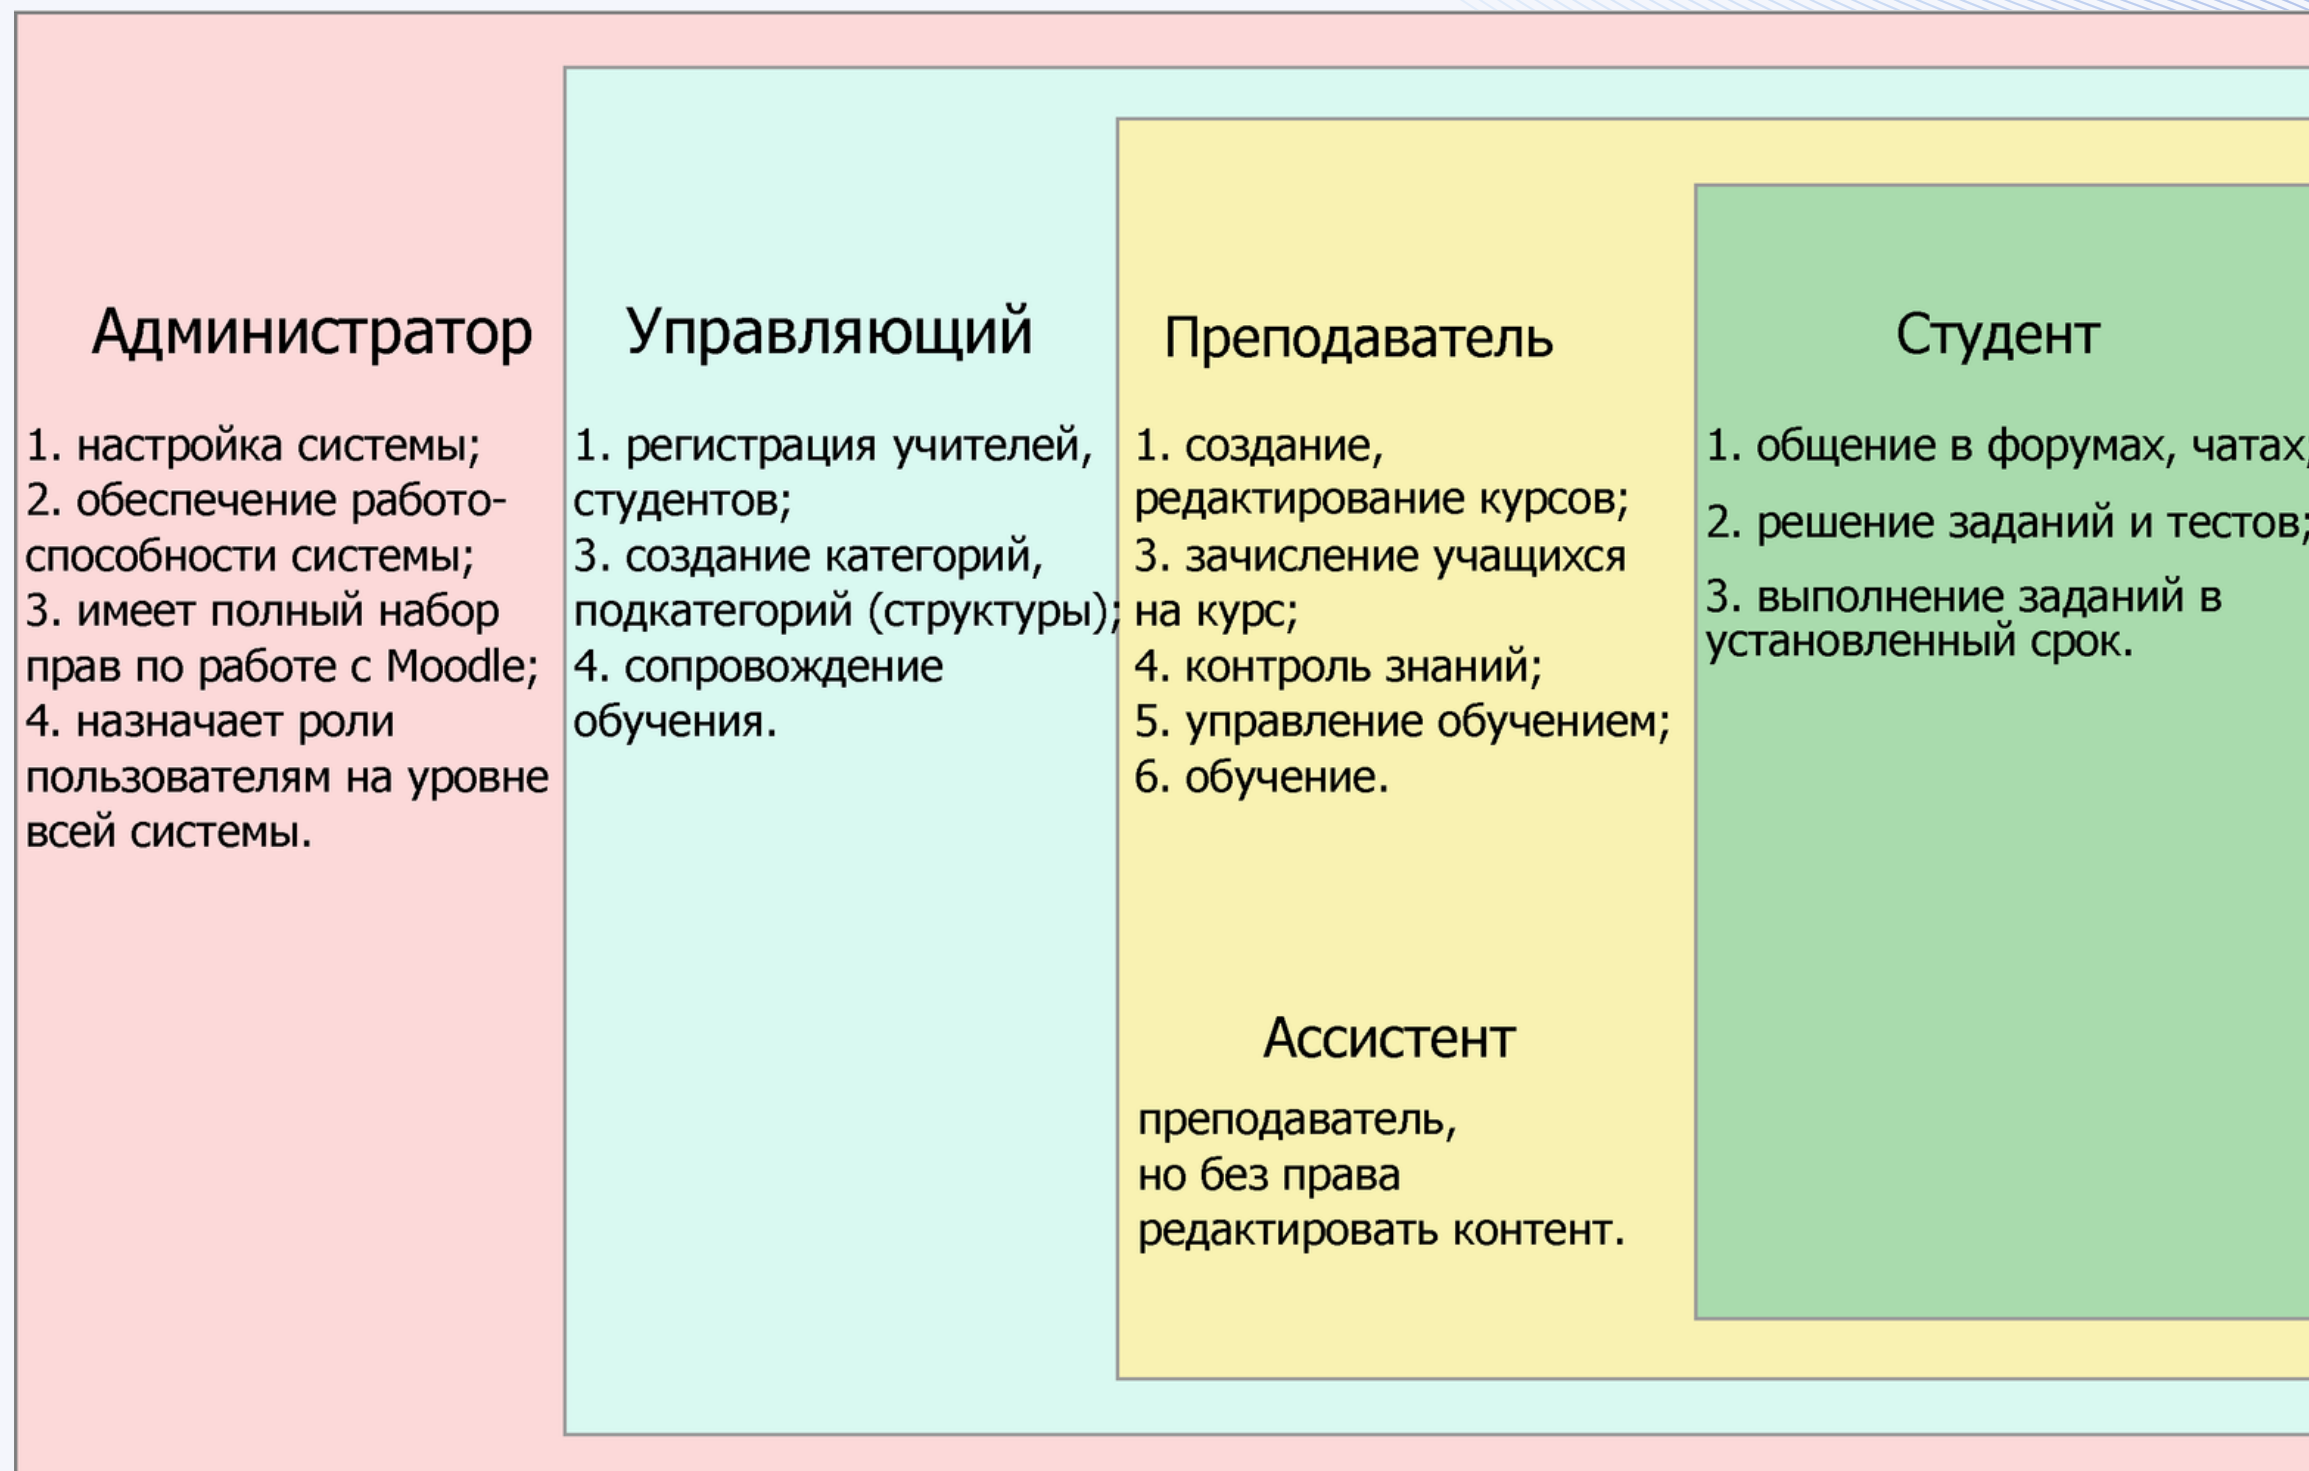 Администратор
1. настройка системы;
2. обеспечение работо-
способности системы;
3. имеет полный набор
прав по работе с Moodle;
4. назначает роли
пользователям на уровне
всей системы.
Управляющий
1. регистрация учителей,
студентов;
3. создание категорий,
подкатегорий (структуры);
4. сопровождение
обучения.
Преподаватель
1. создание,
редактирование курсов;
3. зачисление учащихся
на курс;
4. контроль знаний;
5. управление обучением;
6. обучение.
Ассистент
преподаватель,
но без права
редактировать контент.
Студент
1. общение в форумах, чатах,
2. решение заданий и тестов;
3. выполнение заданий в
установленный срок.